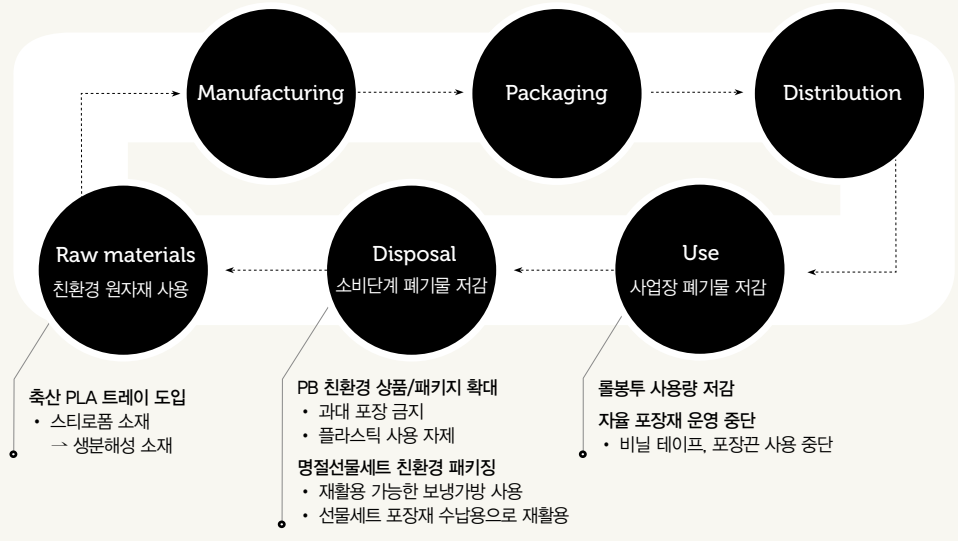 Manufacturing
Packaging
Distribution
Raw materials
친환경 원자재 사용
Disposal
소비단계 폐기물 저감
Use
사업장 폐기물 저감
축산 PLA 트레이 도입
• 스티로폼 소재
→ 생분해성 소재
PB 친환경 상품/패키지 확대
• 과대 포장 금지
• 플라스틱 사용 자제
명절선물세트 친환경 패키징
• 재활용 가능한 보냉가방 사용
• 선물세트 포장재 수납용으로 재활용
롤봉투 사용량 저감
자율 포장재 운영 중단
• 비닐 테이프, 포장끈 사용 중단